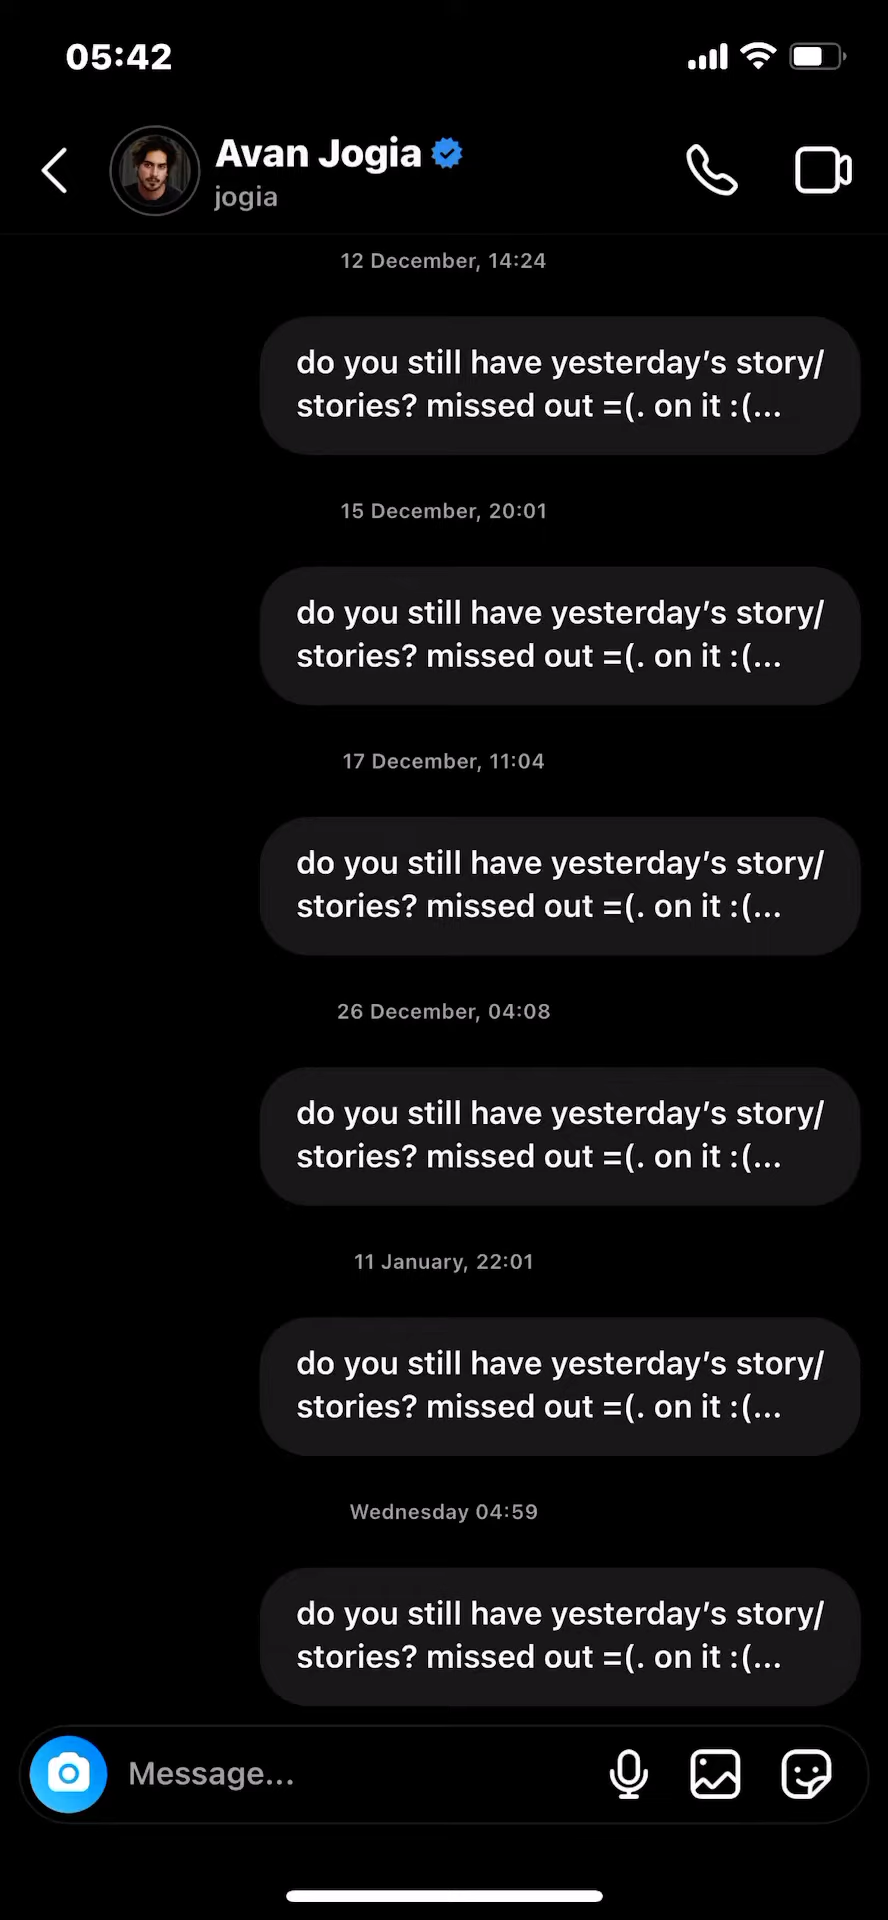 05:42
Avan Jogia
jogia
12 December, 14:24
do you still have yesterday’s story/
stories? missed out =(. on it :(...
15 December, 20:01
do you still have yesterday’s story/
stories? missed out =(. on it :(...
17 December, 11:04
do you still have yesterday’s story/
stories? missed out =(. on it :(...
26 December, 04:08
do you still have yesterday’s story/
stories? missed out =(. on it :(...
11 January, 22:01
do you still have yesterday’s story/
stories? missed out =(. on it :(...
Wednesday 04:59
do you still have yesterday’s story/
stories? missed out =(. on it :(...
Message...